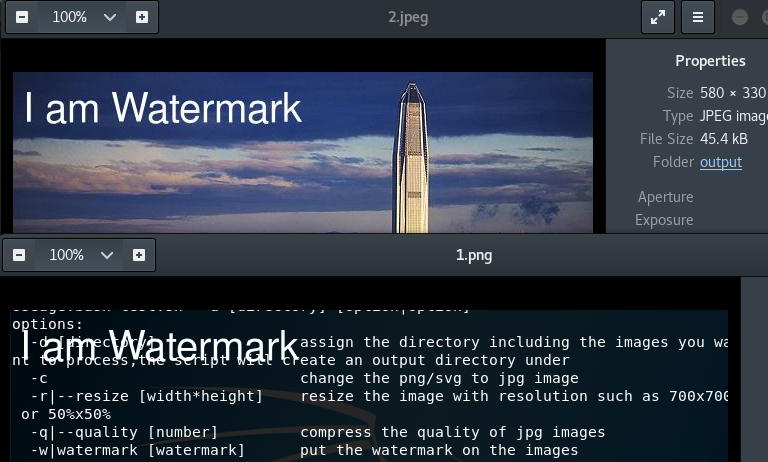 100%
2.jpeg
I am Watermark
Properties
Size 580 × 330
Type JPEG image
File Size 45.4 kB
Folder output
Aperture
Exposure
100%
1.png
options:
I am Watermark
-d [directory] assign the directory including the images you wa
nt to process,the script will create an output directory under
-c change the png/svg to jpg image
-r|--resize [width*height] resize the image with resolution such as 700x700
or 50%x50%
-q|--quality [number] compress the quality of jpg images
-w|watermark [watermark] put the watermark on the images